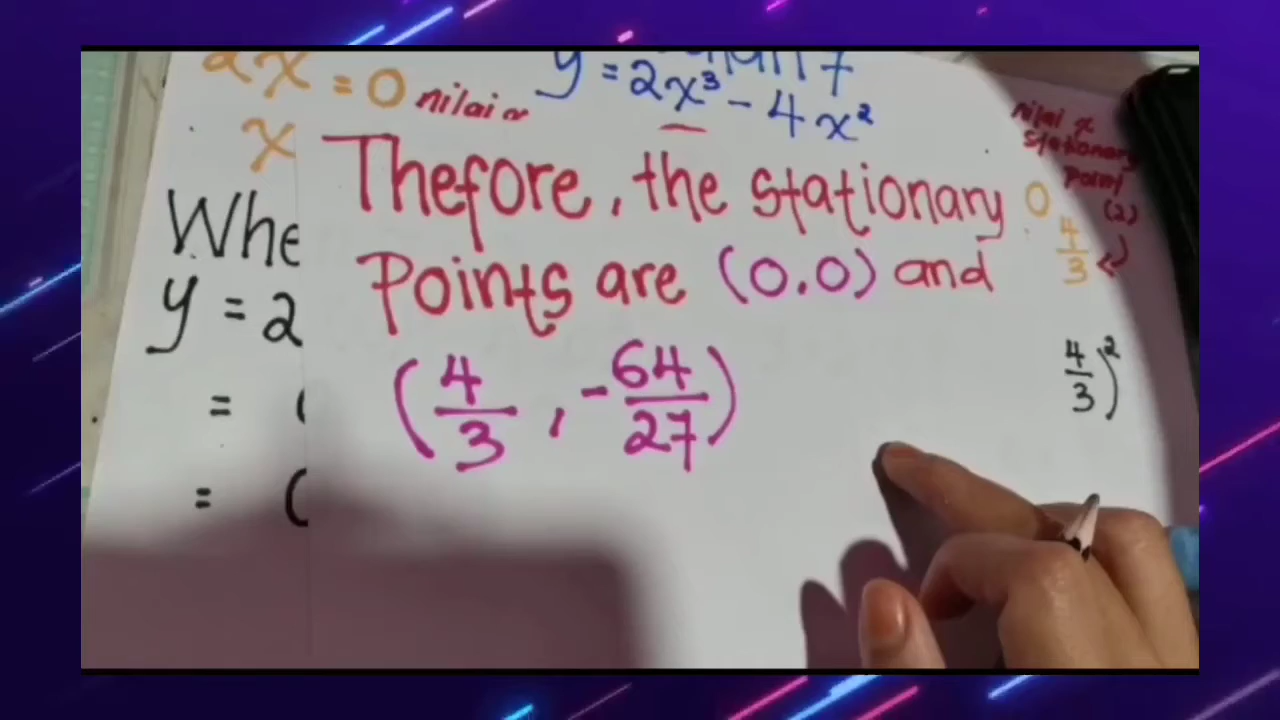 2x = 0 nilai x
y = 2x³ - 4x²
x
Thefore, the stationary
Points are (0.0) and
(4/3, -64/27)
Whe
y = 2
=
=
nilai x
stationary
Point
(2)
0
4/3
4/3)²